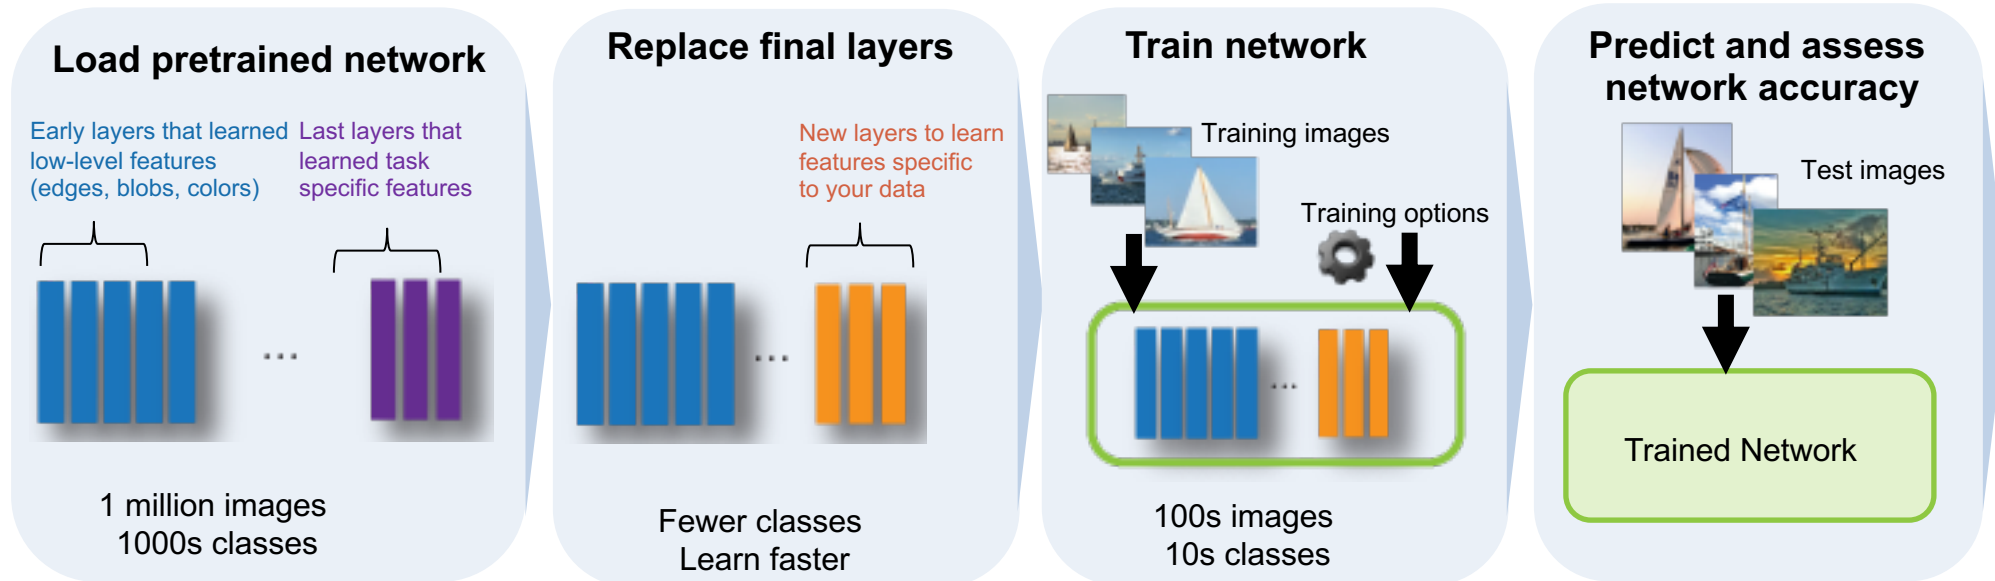 Load pretrained network
Early layers that learned
low-level features
(edges, blobs, colors)
Last layers that
learned task
specific features
...
1 million images
1000s classes
Replace final layers
New layers to learn
features specific
to your data
...
Fewer classes
Learn faster
Train network
Training images
Training options
...
100s images
10s classes
Predict and assess
network accuracy
Test images
Trained Network